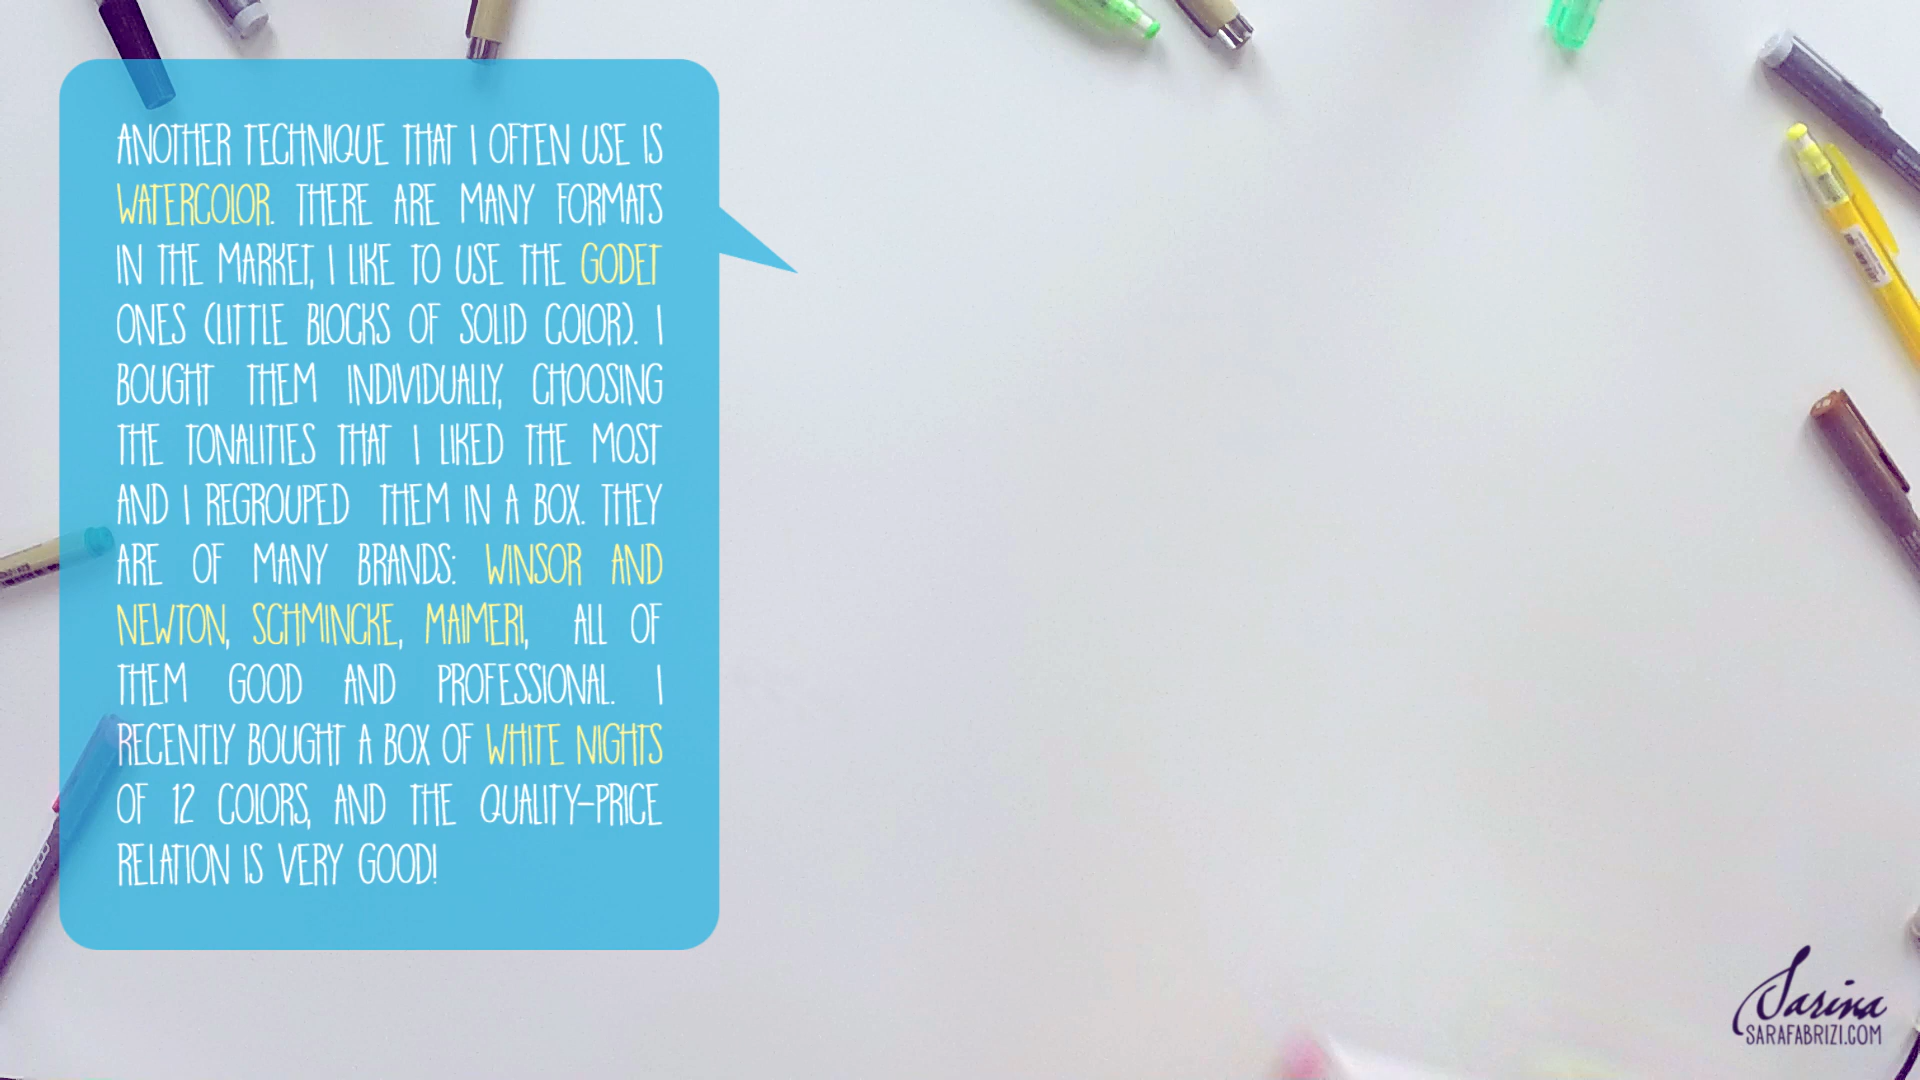 ANOTHER TECHNIQUE THAT I OFTEN USE IS
WATERCOLOR. THERE ARE MANY FORMATS
IN THE MARKET, I LIKE TO USE THE GODET
ONES (LITTLE BLOCKS OF SOLID COLOR). I
BOUGHT THEM INDIVIDUALLY, CHOOSING
THE TONALITIES THAT I LIKED THE MOST
AND I REGROUPED THEM IN A BOX. THEY
ARE OF MANY BRANDS: WINSOR AND
NEWTON, SCHMINCKE, MAIMERI, ALL OF
THEM GOOD AND PROFESSIONAL. I
RECENTLY BOUGHT A BOX OF WHITE NIGHTS
OF 12 COLORS, AND THE QUALITY-PRICE
RELATION IS VERY GOOD!
Sarina
SARAFABRIZI.COM